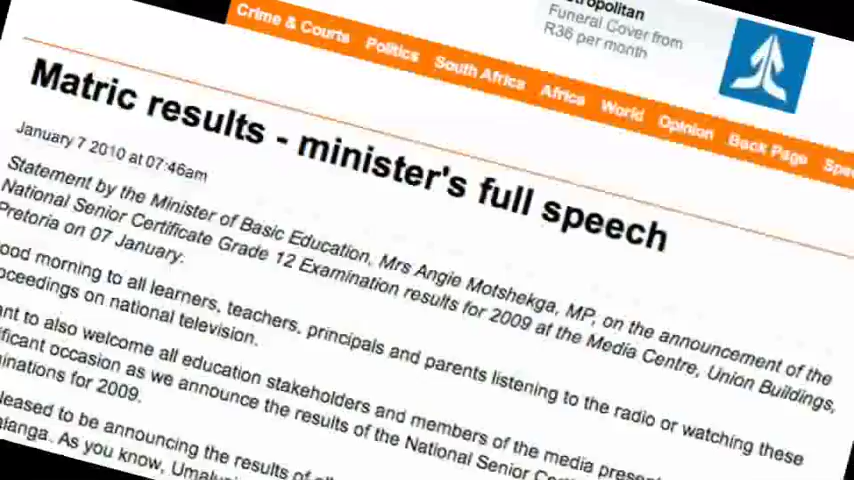 Metropolitan
Funeral Cover from
R36 per month
Crime & Courts Politics South Africa Africa World Opinion Back Page
Matric results - minister's full speech
January 7 2010 at 07:46am
Statement by the Minister of Basic Education, Mrs Angie Motshekga, MP, on the announcement of the
National Senior Certificate Grade 12 Examination results for 2009 at the Media Centre, Union Buildings,
Pretoria on 07 January.
ood morning to all learners, teachers, principals and parents listening to the radio or watching these
oceedings on national television.
ant to also welcome all education stakeholders and members of the media
ificant occasion as we announce the results of the National Senior
inations for 2009.
leased to be announcing the results of
langa. As you know,